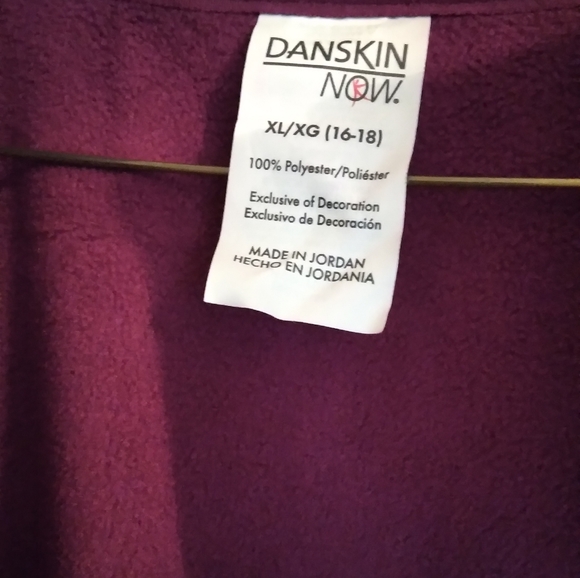 DANSKIN
NOW.
XL/XG (16-18)
100% Polyester/Poliéster
Exclusive of Decoration
Exclusivo de Decoración
MADE IN JORDAN
HECHO EN JORDANIA